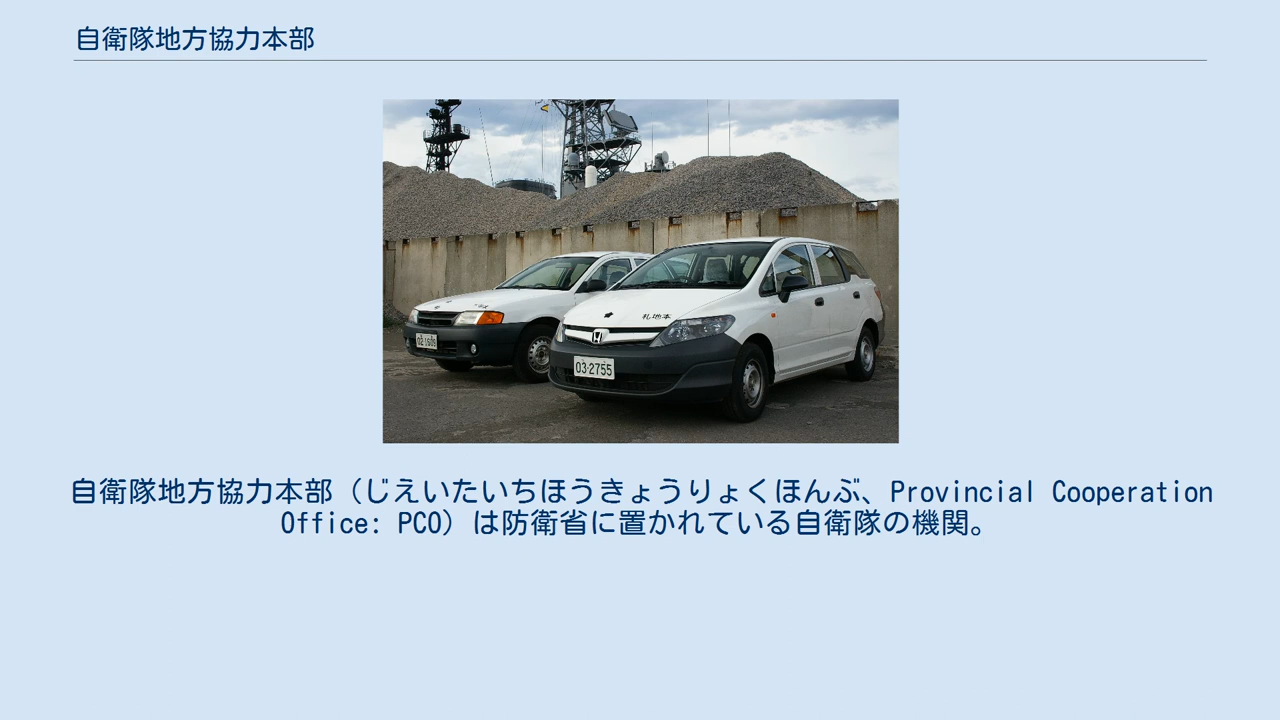 自衛隊地方協力本部
札地本
03-2755
自衛隊地方協力本部（じえいたいちほうきょうりょくほんぶ、Provincial Cooperation
Office: PCO）は防衛省に置かれている自衛隊の機関。